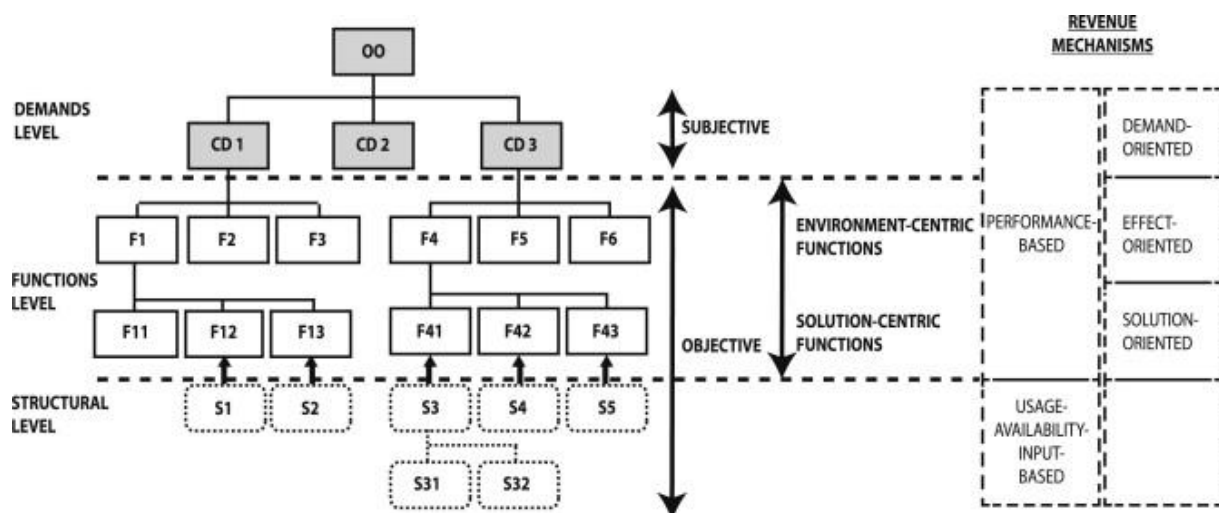 REVENUE
MECHANISMS
OO
DEMANDS
LEVEL
CD 1
CD 2
CD 3
SUBJECTIVE
DEMAND-
ORIENTED
F1
F2
F3
F4
F5
F6
ENVIRONMENT-CENTRIC
FUNCTIONS
PERFORMANCE-
BASED
EFFECT-
ORIENTED
FUNCTIONS
LEVEL
F11
F12
F13
F41
F42
F43
OBJECTIVE
SOLUTION-CENTRIC
FUNCTIONS
SOLUTION-
ORIENTED
STRUCTURAL
LEVEL
S1
S2
S3
S4
S5
S31
S32
USAGE-
AVAILABILITY-
INPUT-
BASED